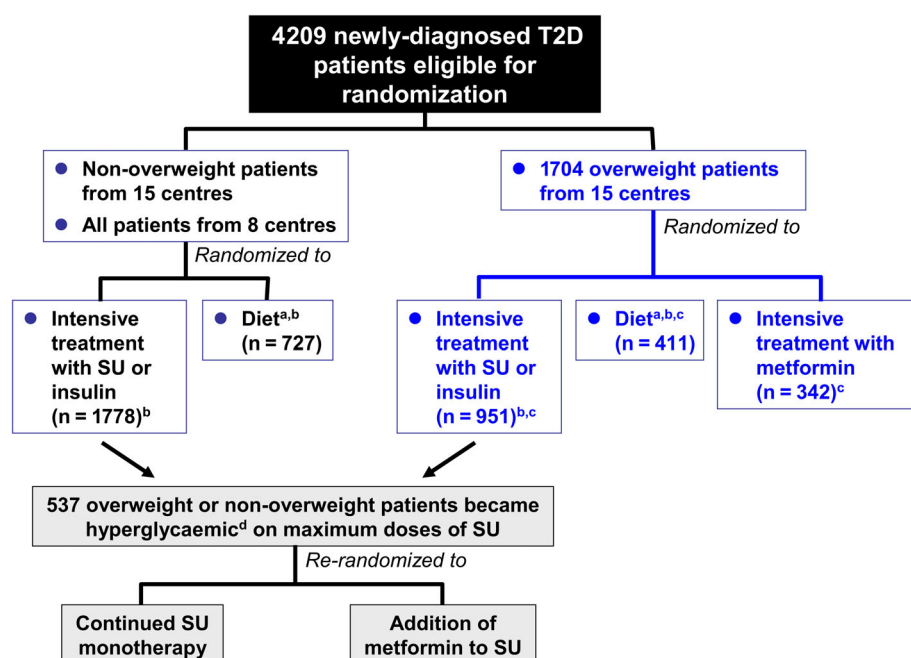 4209 newly-diagnosed T2D
patients eligible for
randomization
● Non-overweight patients
from 15 centres
● All patients from 8 centres
● 1704 overweight patients
from 15 centres
Randomized to
Randomized to
● Intensive
treatment
with SU or
insulin
(n = 1778)ᵇ
● Dietᵃ,ᵇ
(n = 727)
● Intensive
treatment
with SU or
insulin
(n = 951)ᵇ,ᶜ
● Dietᵃ,ᵇ,ᶜ
(n = 411)
● Intensive
treatment with
metformin
(n = 342)ᶜ
537 overweight or non-overweight patients became
hyperglycaemicᵈ on maximum doses of SU
Re-randomized to
Continued SU
monotherapy
Addition of
metformin to SU